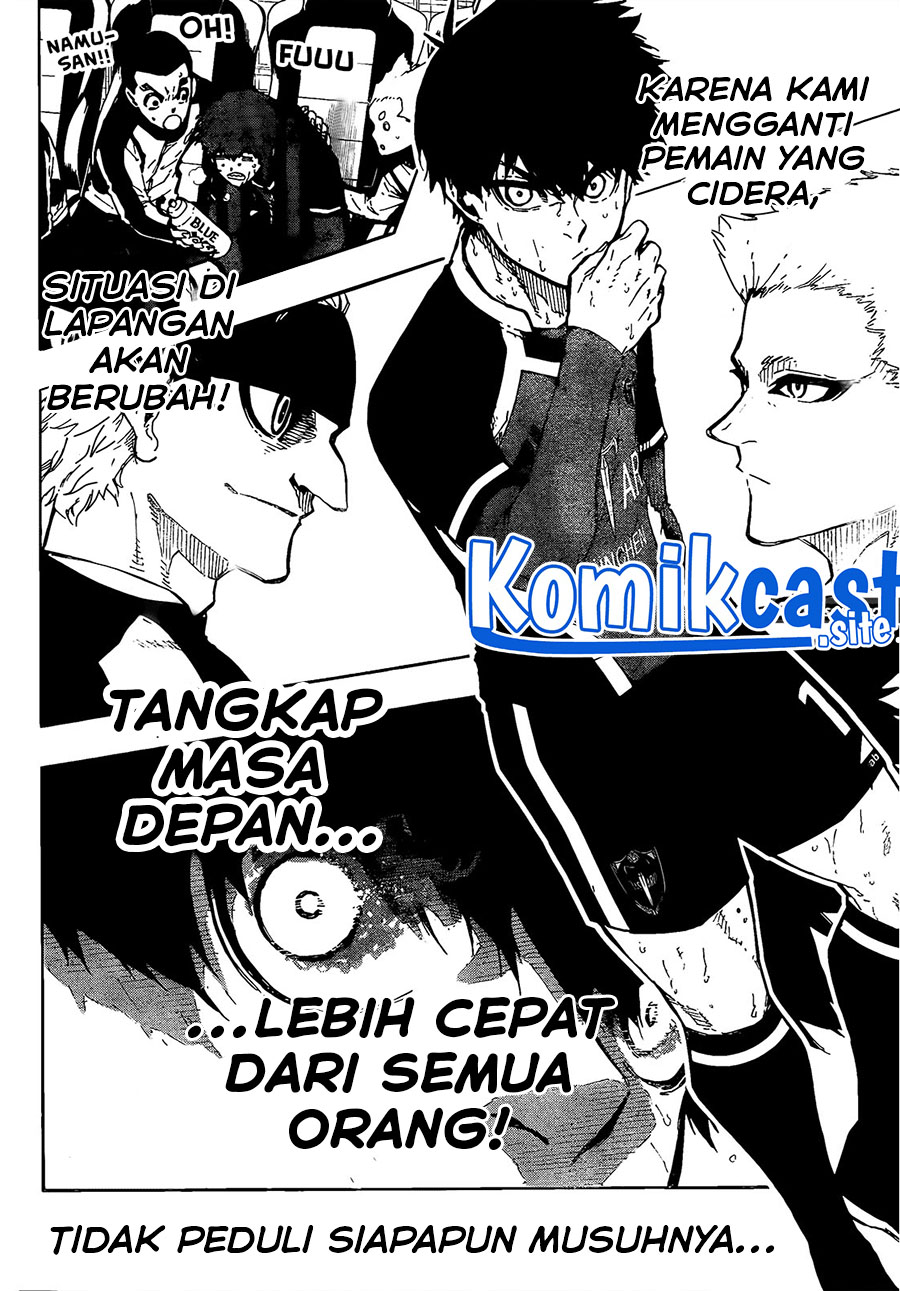 KARENA KAMI
MENGGANTI
PEMAIN YANG
CIDERA,
FUUU
OH!
NAMU-
SAN!!
BLUE
SITUASI DI
LAPANGAN
AKAN
BERUBAH!
Komikcast
.site
TANGKAP
MASA
DEPAN...
...LEBIH CEPAT
DARI SEMUA
ORANG!
TIDAK PEDULI SIAPAPUN MUSUHNYA...